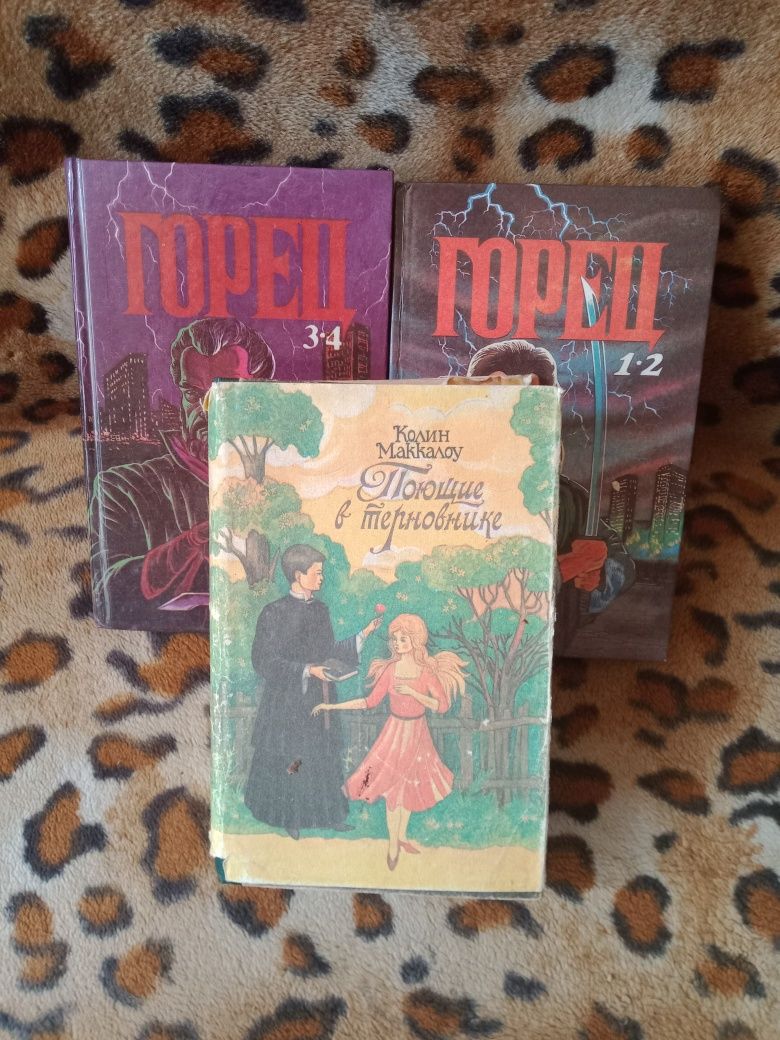 ГОРЕЦ
3·4
ГОРЕЦ
1·2
Колин
Маккалоу
Поющие
в терновнике